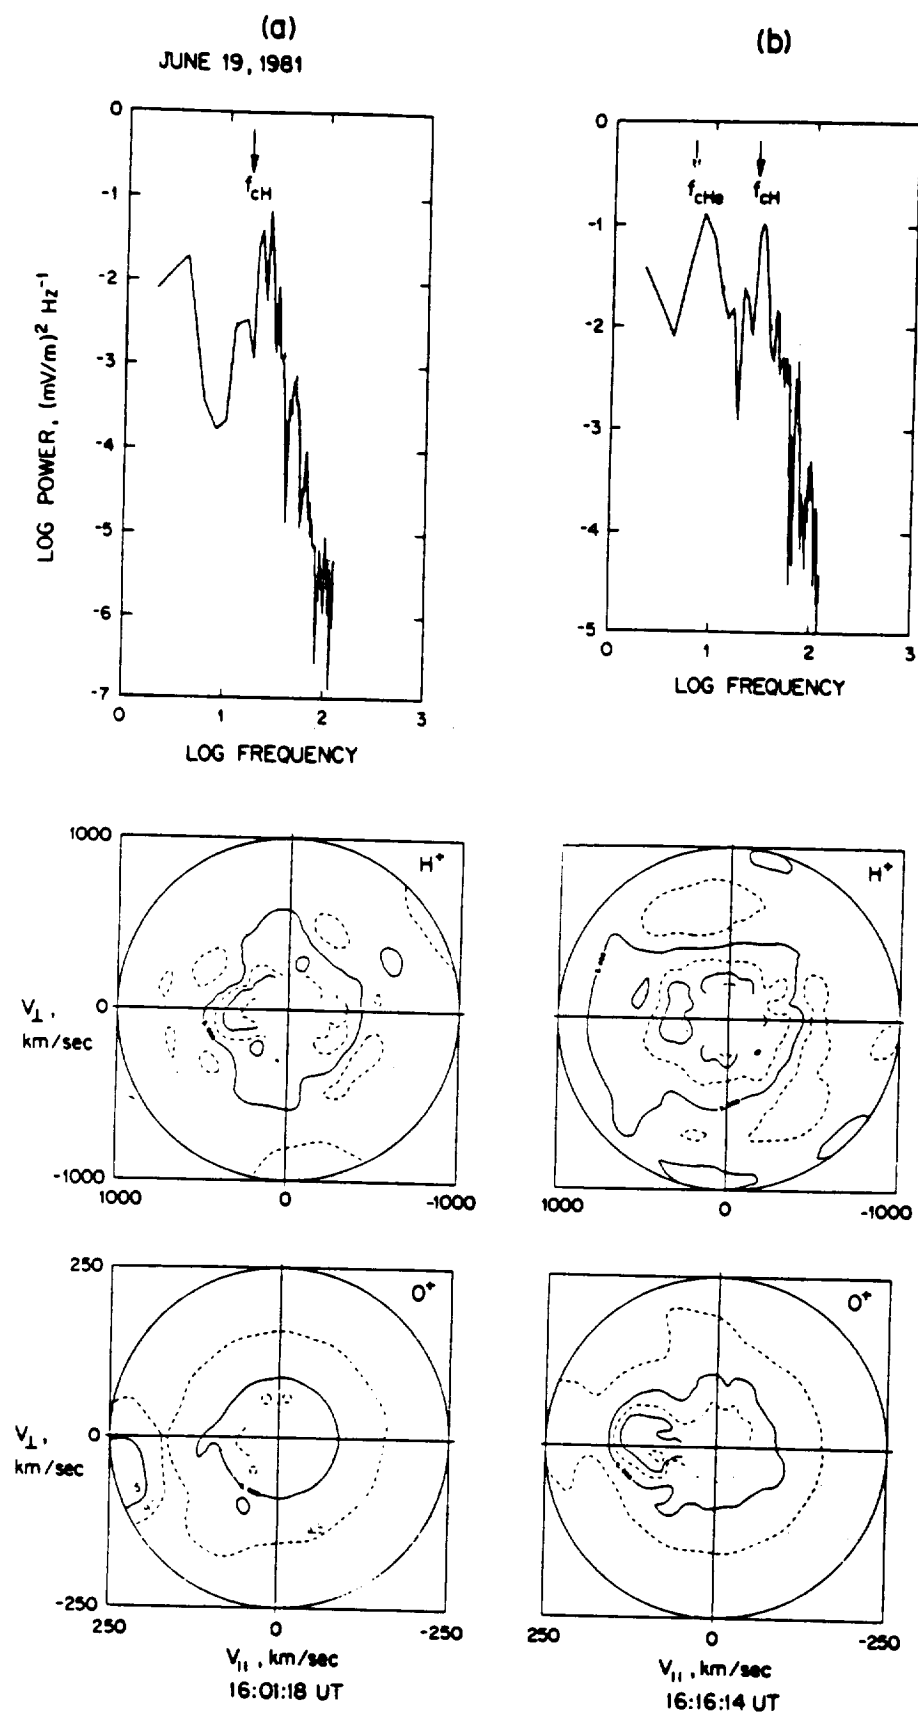 (a)
JUNE 19, 1981
(b)
0
-1
-2
-3
-4
-5
-6
-7
LOG POWER, (mV/m)² Hz⁻¹
f_cH
0 1 2 3
LOG FREQUENCY
0
-1
-2
-3
-4
-5
f_cHe f_cH
0 1 2 3
LOG FREQUENCY
1000
0
-1000
V⊥, km/sec
H⁺
1000 0 -1000
H⁺
1000 0 -1000
250
0
-250
V⊥, km/sec
O⁺
5
250 0 -250
V||, km/sec
16:01:18 UT
O⁺
250 0 -250
V||, km/sec
16:16:14 UT